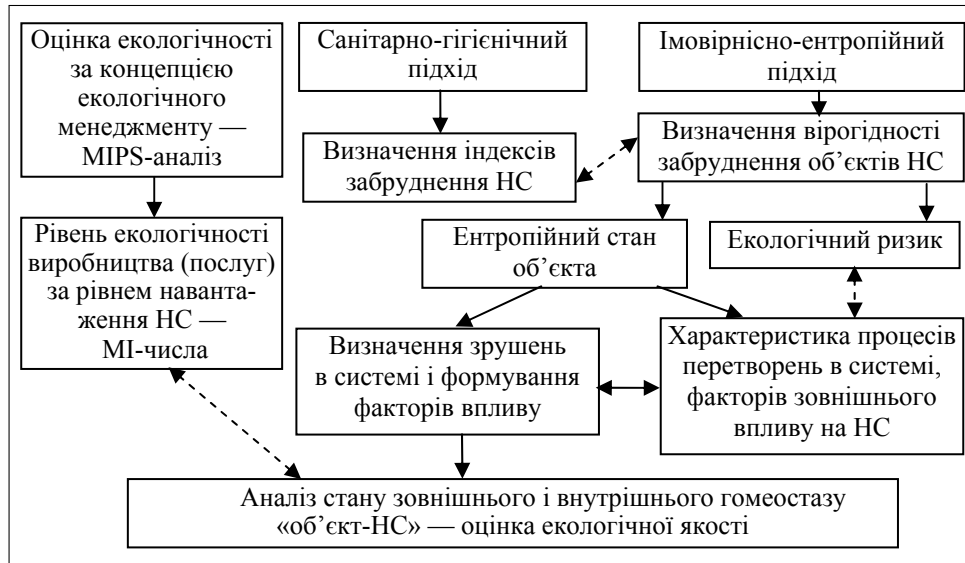 Оцінка екологічності
за концепцією
екологічного
менеджменту —
MIPS-аналіз
Санітарно-гігієнічний
підхід
Імовірнісно-ентропійний
підхід
Визначення індексів
забруднення НС
Визначення вірогідності
забруднення об’єктів НС
Рівень екологічності
виробництва (послуг)
за рівнем наванта-
ження НС —
МІ-числа
Ентропійний стан
об’єкта
Екологічний ризик
Визначення зрушень
в системі і формування
факторів впливу
Характеристика процесів
перетворень в системі,
факторів зовнішнього
впливу на НС
Аналіз стану зовнішнього і внутрішнього гомеостазу
«об’єкт-НС» — оцінка екологічної якості